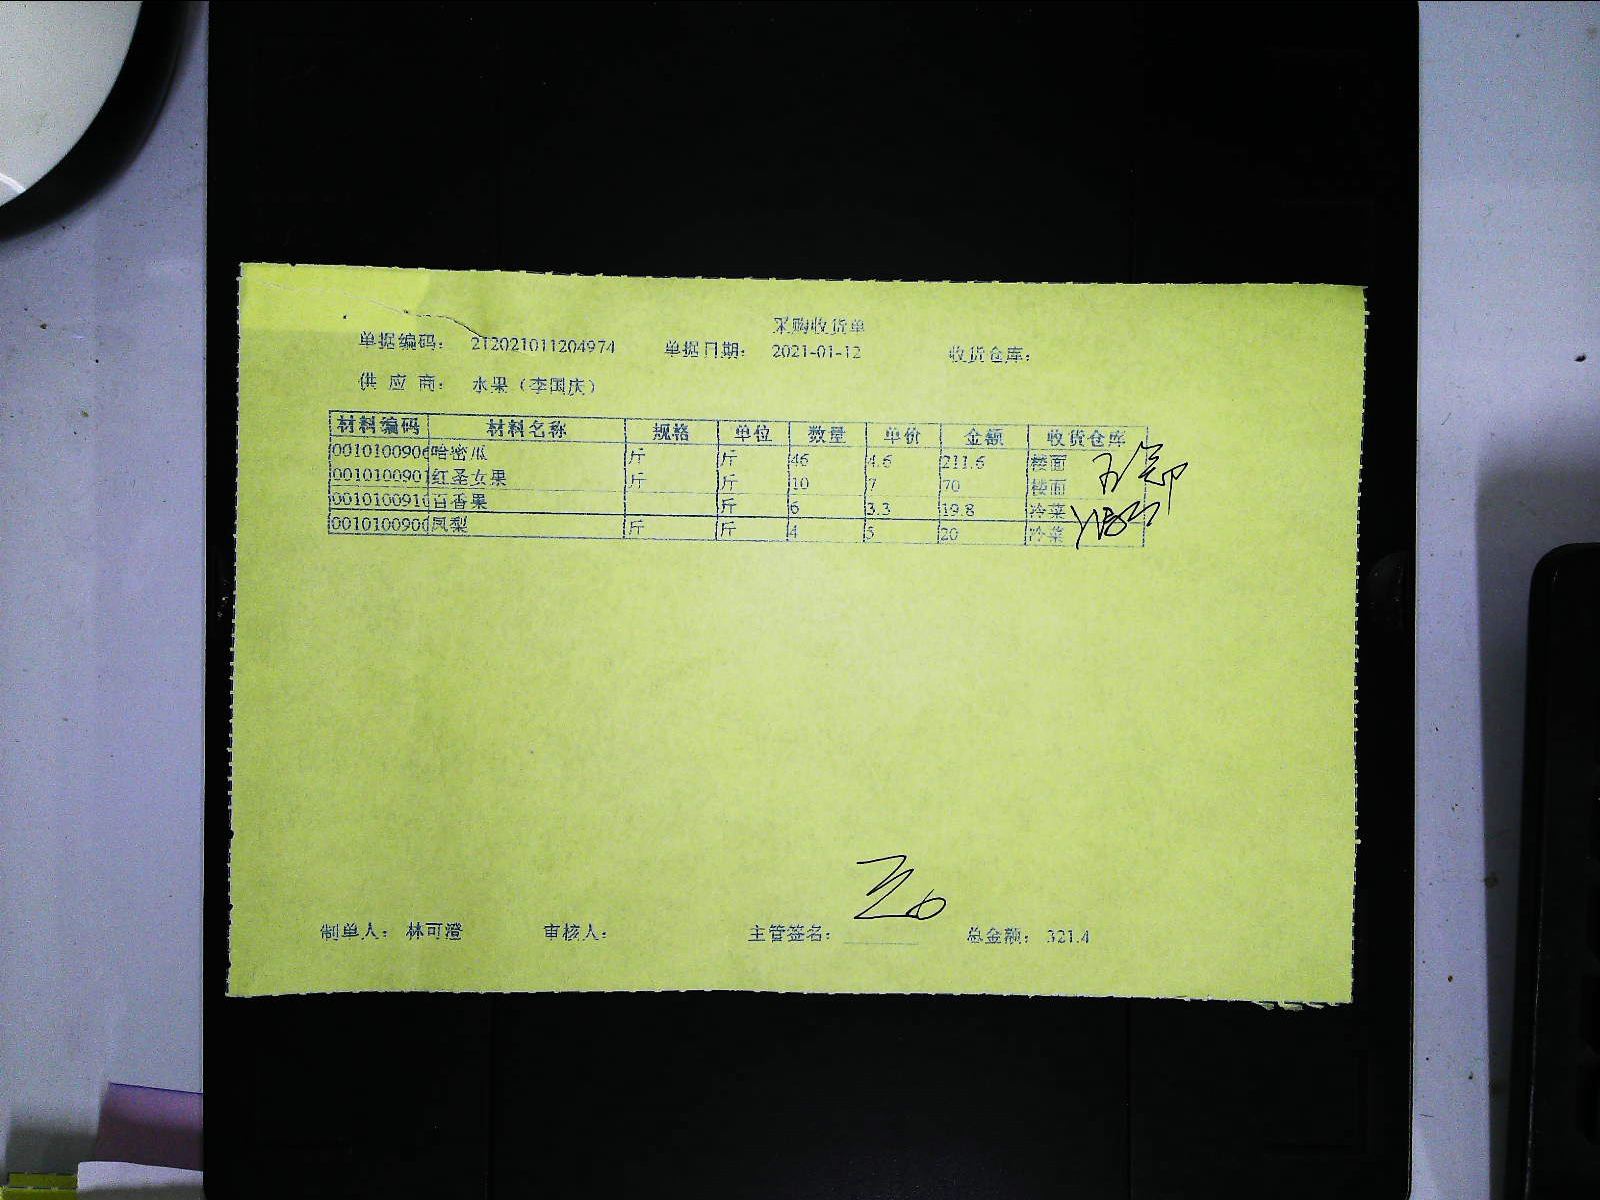 采购收货单
单据编码: 212021011204974 单据日期: 2021-01-12 收货仓库:
供 应 商: 水果(李国庆)
材料编码 材料名称 规格 单位 数量 单价 金额 收货仓库
0010100906 哈密瓜 斤 斤 46 4.6 211.6 楼面
0010100901 红圣女果 斤 斤 10 7 70 楼面
0010100910 百香果 斤 6 3.3 19.8 冷菜
0010100900 凤梨 斤 斤 4 5 20 冷菜
制单人: 林可澄 审核人: 主管签名: 总金额: 321.4